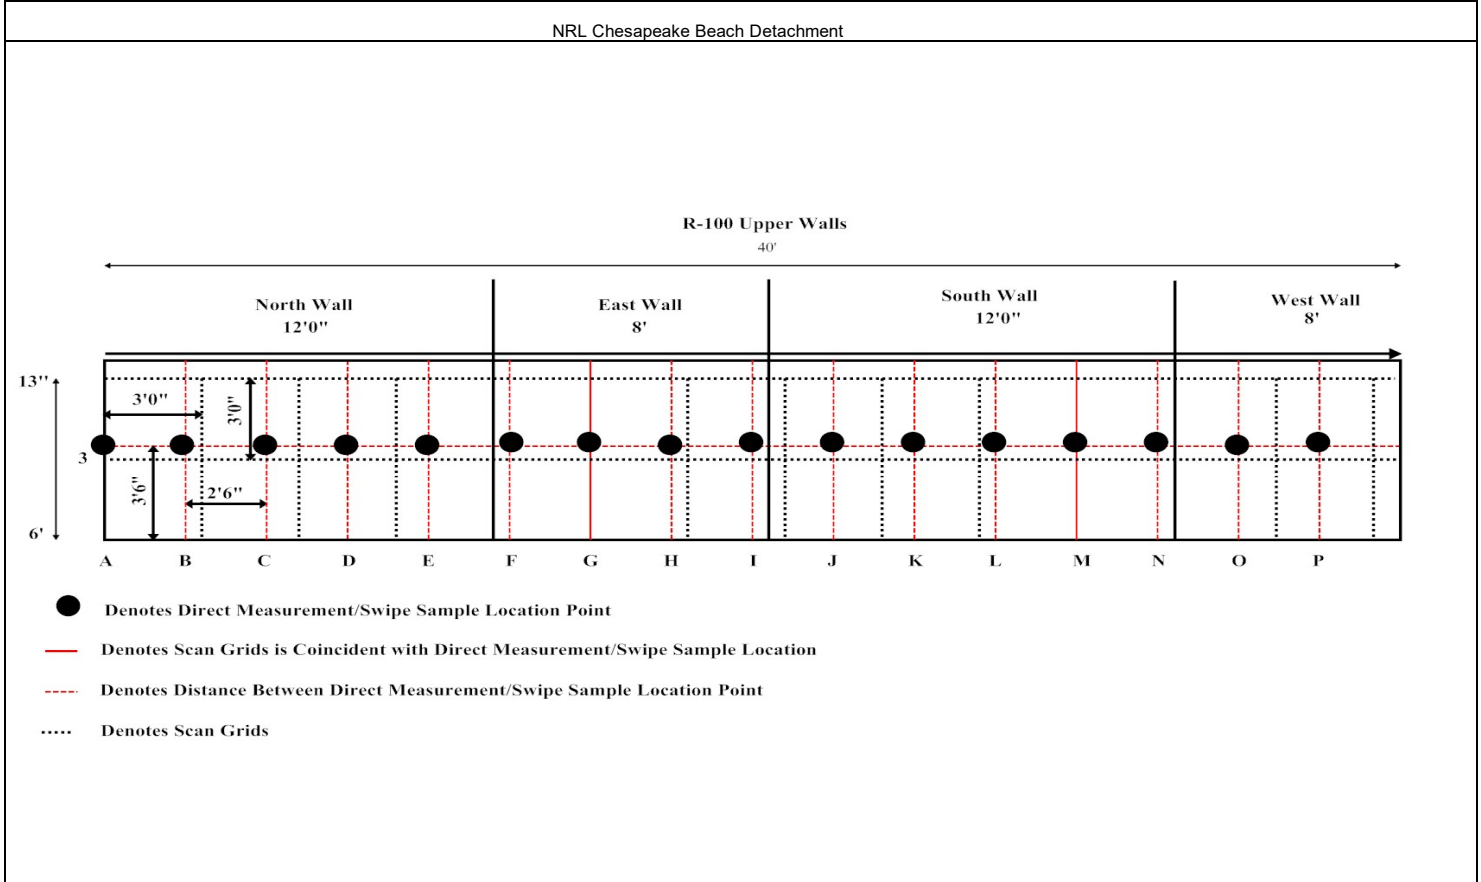 NRL Chesapeake Beach Detachment
R-100 Upper Walls
40'
North Wall
12'0"
East Wall
8'
South Wall
12'0"
West Wall
8'
13"
3'0"
3'0"
3
3'6"
2'6"
6'
A B C D E F G H I J K L M N O P
Denotes Direct Measurement/Swipe Sample Location Point
Denotes Scan Grids is Coincident with Direct Measurement/Swipe Sample Location
Denotes Distance Between Direct Measurement/Swipe Sample Location Point
Denotes Scan Grids